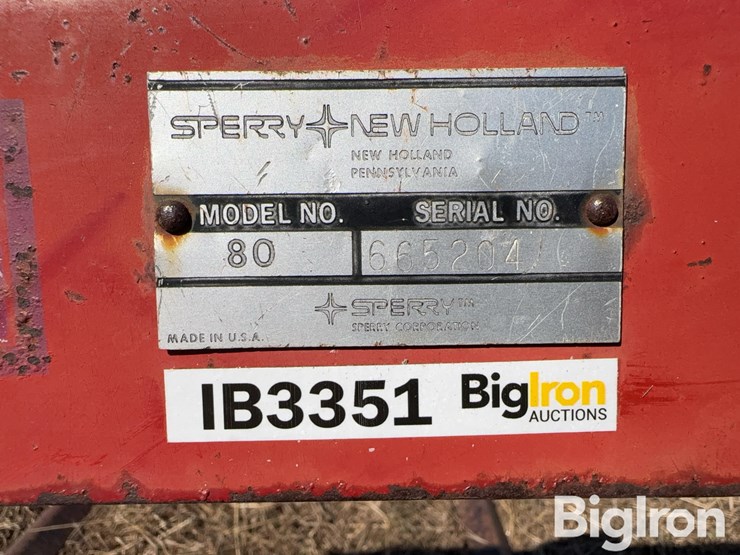 SPERRY NEW HOLLAND™
NEW HOLLAND
PENNSYLVANIA
MODEL NO. SERIAL NO.
80 665204
SPERRY™
SPERRY CORPORATION
MADE IN U.S.A.
IB3351 BigIron
AUCTIONS
BigIron